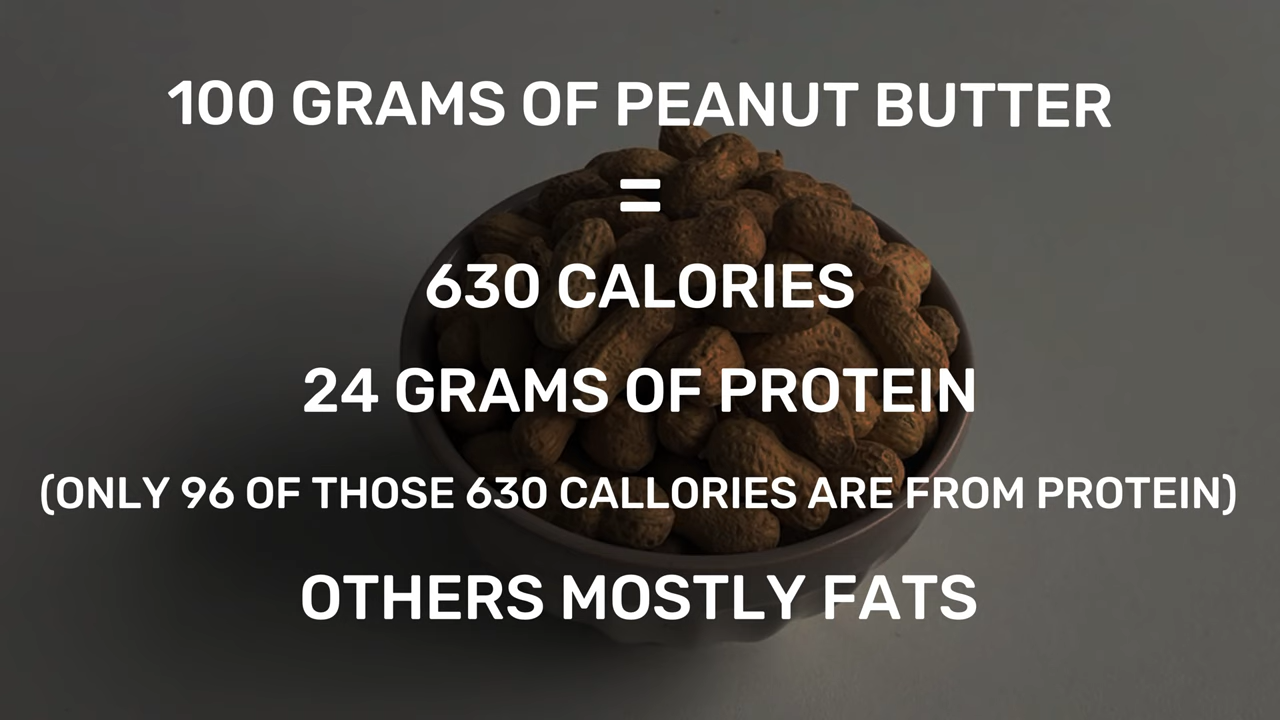 100 GRAMS OF PEANUT BUTTER
=
630 CALORIES
24 GRAMS OF PROTEIN
(ONLY 96 OF THOSE 630 CALLORIES ARE FROM PROTEIN)
OTHERS MOSTLY FATS